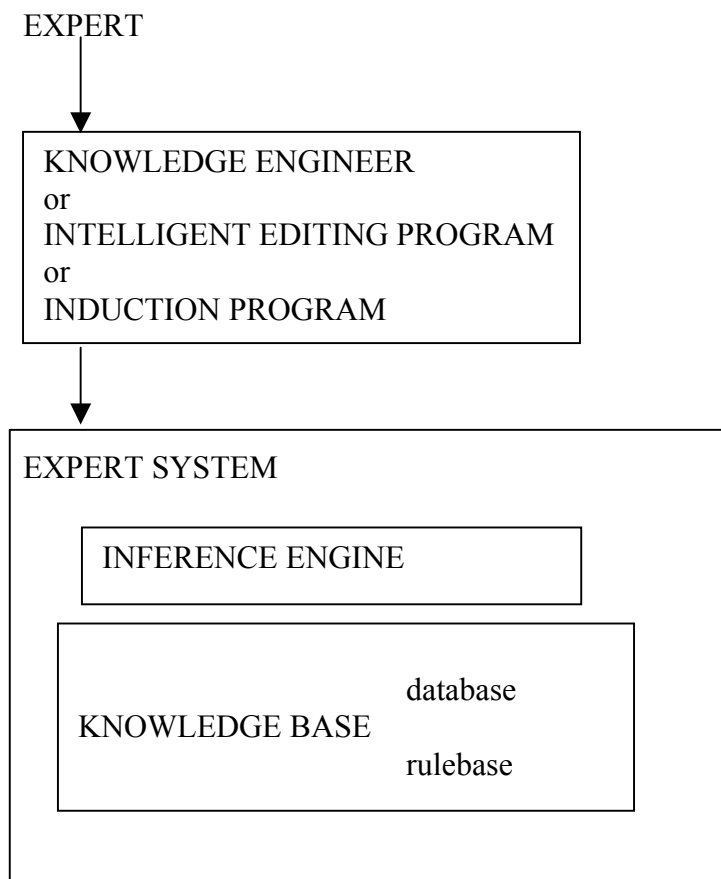 EXPERT
KNOWLEDGE ENGINEER
or
INTELLIGENT EDITING PROGRAM
or
INDUCTION PROGRAM
EXPERT SYSTEM
INFERENCE ENGINE
database
KNOWLEDGE BASE
rulebase